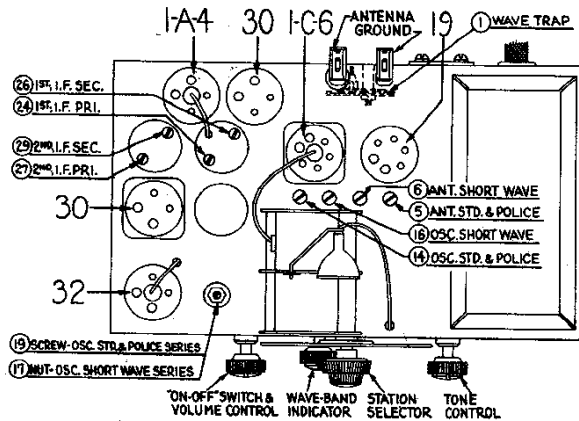 1-A-4
30
1-C-6
ANTENNA
GROUND
19
1 WAVE TRAP
26 1ST, I.F. SEC.
24 1ST, I.F. PRI.
29 2ND, I.F. SEC.
27 2ND, I.F. PRI.
30
32
6 ANT. SHORT WAVE
5 ANT. STD. & POLICE
16 OSC. SHORT WAVE
14 OSC. STD. & POLICE
19 SCREW-OSC. STD. & POLICE SERIES
17 NUT-OSC. SHORT WAVE SERIES
"ON-OFF" SWITCH &
VOLUME CONTROL
WAVE-BAND
INDICATOR
STATION
SELECTOR
TONE
CONTROL